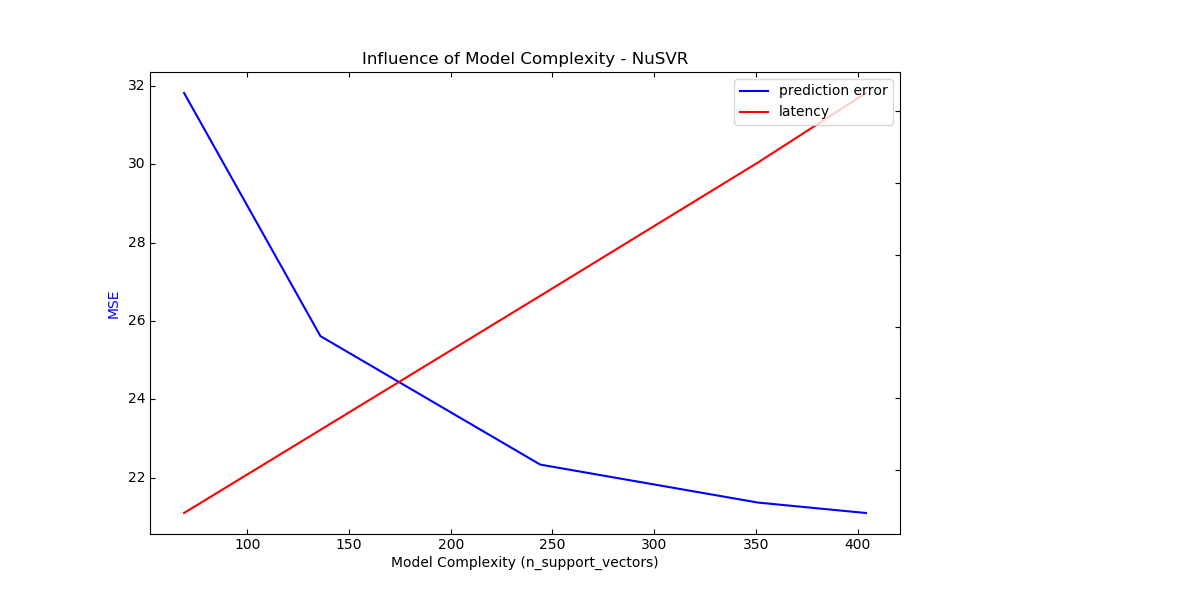 Influence of Model Complexity - NuSVR
prediction error
latency
32
30
28
26
24
22
MSE
100
150
200
250
300
350
400
Model Complexity (n_support_vectors)